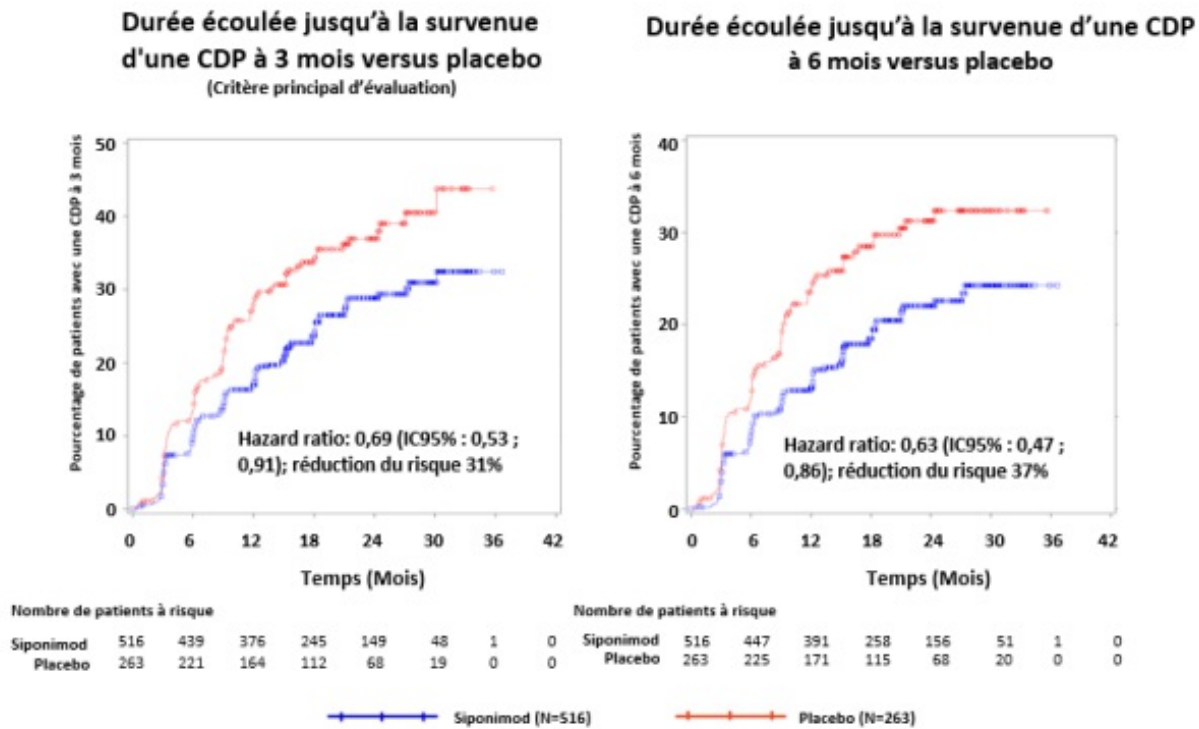 Durée écoulée jusqu’à la survenue
d'une CDP à 3 mois versus placebo
(Critère principal d’évaluation)
Pourcentage de patients avec une CDP à 3 mois
50
40
30
20
10
0
Hazard ratio: 0,69 (IC95% : 0,53 ;
0,91); réduction du risque 31%
0 6 12 18 24 30 36 42
Temps (Mois)
Nombre de patients à risque
Siponimod 516 439 376 245 149 48 1 0
Placebo 263 221 164 112 68 19 0 0
Durée écoulée jusqu’à la survenue d’une CDP
à 6 mois versus placebo
Pourcentage de patients avec une CDP à 6 mois
40
30
20
10
0
Hazard ratio: 0,63 (IC95% : 0,47 ;
0,86); réduction du risque 37%
0 6 12 18 24 30 36 42
Temps (Mois)
Nombre de patients à risque
Siponimod 516 447 391 258 156 51 1 0
Placebo 263 225 171 115 68 20 0 0
Siponimod (N=516)
Placebo (N=263)